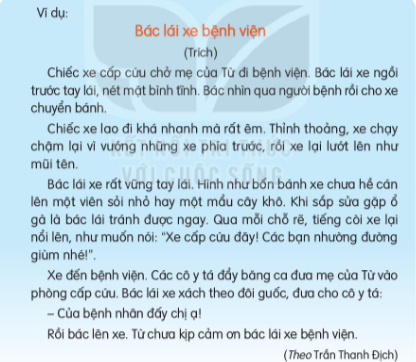 Ví dụ:
Bác lái xe bệnh viện
(Trích)
Chiếc xe cấp cứu chở mẹ của Từ đi bệnh viện. Bác lái xe ngồi
trước tay lái, nét mặt bình tĩnh. Bác nhìn qua người bệnh rồi cho xe
chuyển bánh.
Chiếc xe lao đi khá nhanh mà rất êm. Thỉnh thoảng, xe chạy
chậm lại vì vướng những xe phía trước, rồi xe lại lướt lên như
mũi tên.
KẾT NỐI TRI THỨC
VỚI CUỘC SỐNG
Bác lái xe rất vững tay lái. Hình như bốn bánh xe chưa hề cán
lên một viên sỏi nhỏ hay một mẩu cây khô. Khi sắp sửa gặp ổ
gà là bác lái tránh được ngay. Qua mỗi chỗ rẽ, tiếng còi xe lại
nổi lên, như muốn nói: "Xe cấp cứu đây! Các bạn nhường đường
giùm nhé!".
Xe đến bệnh viện. Các cô y tá đẩy băng ca đưa mẹ của Từ vào
phòng cấp cứu. Bác lái xe xách theo đôi guốc, đưa cho cô y tá:
– Của bệnh nhân đấy chị ạ!
Rồi bác lên xe. Từ chưa kịp cảm ơn bác lái xe bệnh viện.
(Theo Trần Thanh Địch)